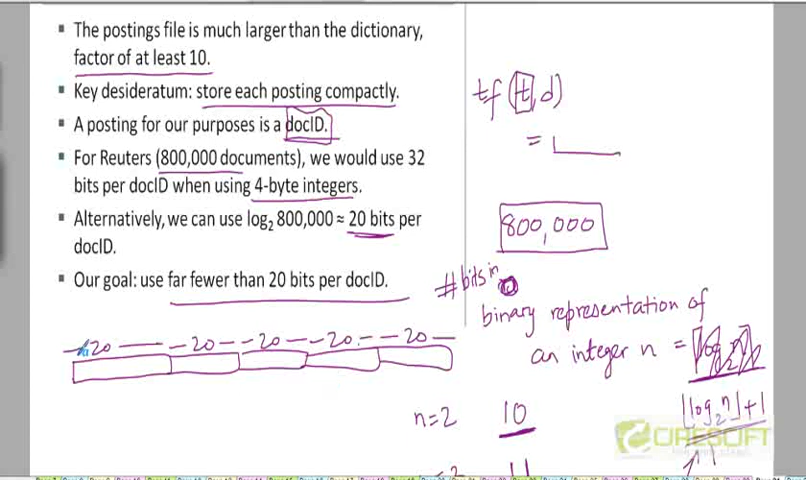 ▪ The postings file is much larger than the dictionary,
factor of at least 10.
▪ Key desideratum: store each posting compactly.
▪ A posting for our purposes is a docID.
▪ For Reuters (800,000 documents), we would use 32
bits per docID when using 4-byte integers.
▪ Alternatively, we can use log₂ 800,000 ≈ 20 bits per
docID.
▪ Our goal: use far fewer than 20 bits per docID.
20 20 20 20 20
tf (t, d)
=
800,000
# bits in
binary representation of
an integer n =
⌊log₂n⌋+1
n=2 10
11